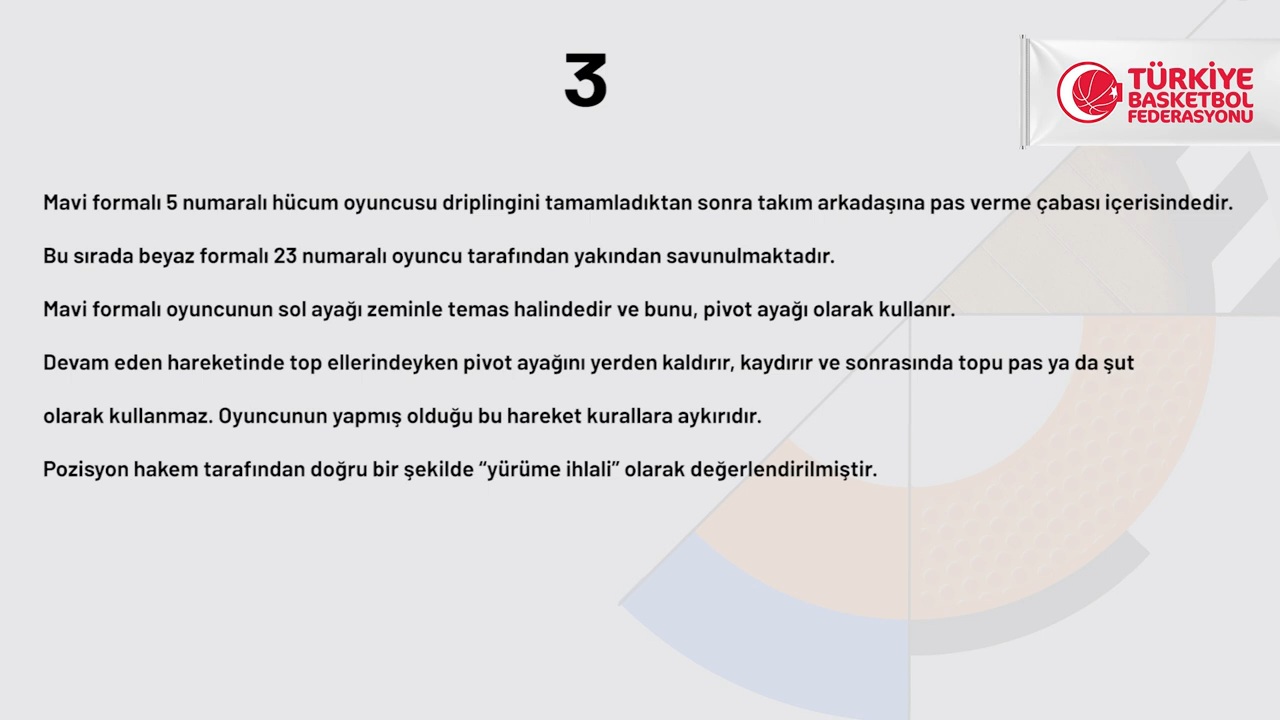 3
TÜRKİYE
BASKETBOL
FEDERASYONU
Mavi formalı 5 numaralı hücum oyuncusu driplingini tamamladıktan sonra takım arkadaşına pas verme çabası içerisindedir.
Bu sırada beyaz formalı 23 numaralı oyuncu tarafından yakından savunulmaktadır.
Mavi formalı oyuncunun sol ayağı zeminle temas halindedir ve bunu, pivot ayağı olarak kullanır.
Devam eden hareketinde top ellerindeyken pivot ayağını yerden kaldırır, kaydırır ve sonrasında topu pas ya da şut
olarak kullanmaz. Oyuncunun yapmış olduğu bu hareket kurallara aykırıdır.
Pozisyon hakem tarafından doğru bir şekilde “yürüme ihlali” olarak değerlendirilmiştir.